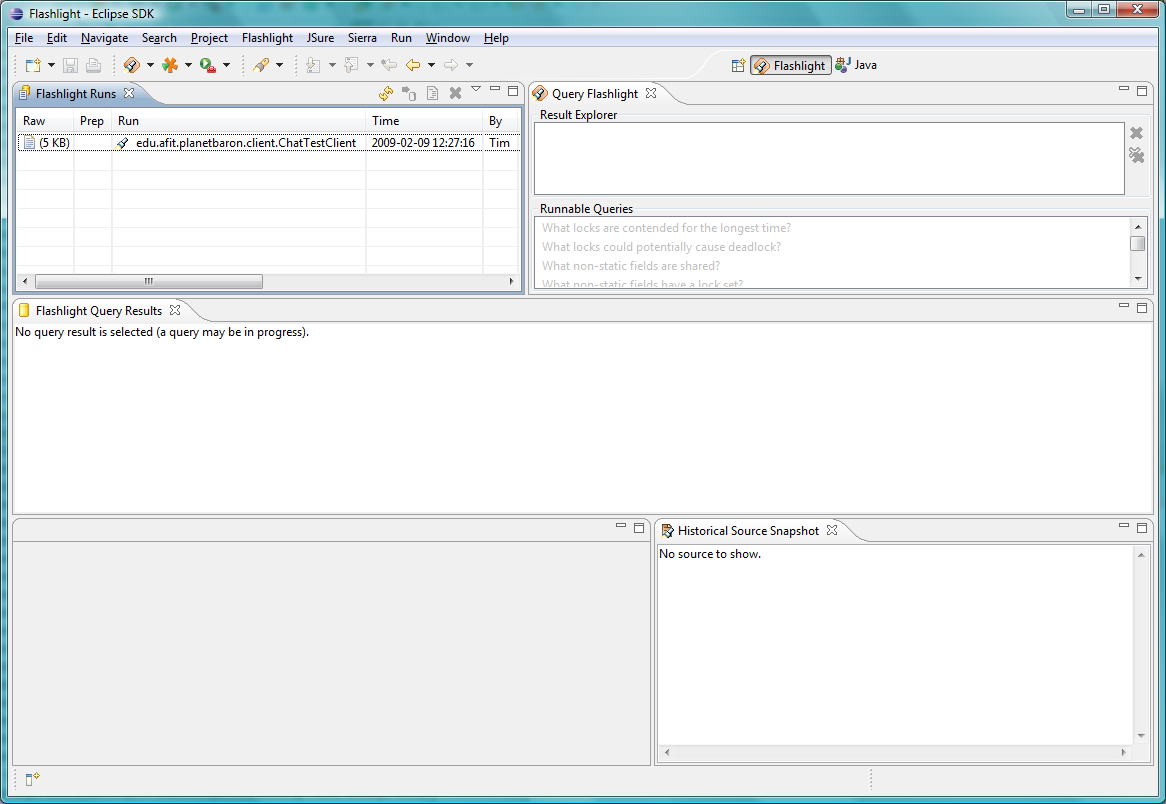 Flashlight - Eclipse SDK
File Edit Navigate Search Project Flashlight JSure Sierra Run Window Help
Flashlight Java
Flashlight Runs
Raw Prep Run Time By
(5 KB) edu.afit.planetbaron.client.ChatTestClient 2009-02-09 12:27:16 Tim
Query Flashlight
Result Explorer
Runnable Queries
What locks are contended for the longest time?
What locks could potentially cause deadlock?
What non-static fields are shared?
What non-static fields have a lock set?
Flashlight Query Results
No query result is selected (a query may be in progress).
Historical Source Snapshot
No source to show.